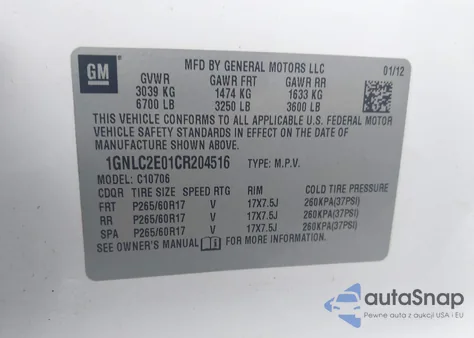 GM
MFD BY GENERAL MOTORS LLC 01/12
GVWR GAWR FRT GAWR RR
3039 KG 1474 KG 1633 KG
6700 LB 3250 LB 3600 LB
THIS VEHICLE CONFORMS TO ALL APPLICABLE U.S. FEDERAL MOTOR
VEHICLE SAFETY STANDARDS IN EFFECT ON THE DATE OF
MANUFACTURE SHOWN ABOVE.
1GNLC2E01CR204516 TYPE: M.P.V.
MODEL: C10706
CDQR TIRE SIZE SPEED RTG RIM COLD TIRE PRESSURE
FRT P265/60R17 V 17X7.5J 260KPA(37PSI)
RR P265/60R17 V 17X7.5J 260KPA(37PSI)
SPA P265/60R17 V 17X7.5J 260KPA(37PSI)
SEE OWNER'S MANUAL FOR MORE INFORMATION.
autoSnap
Pewne auta z aukcji USA i EU